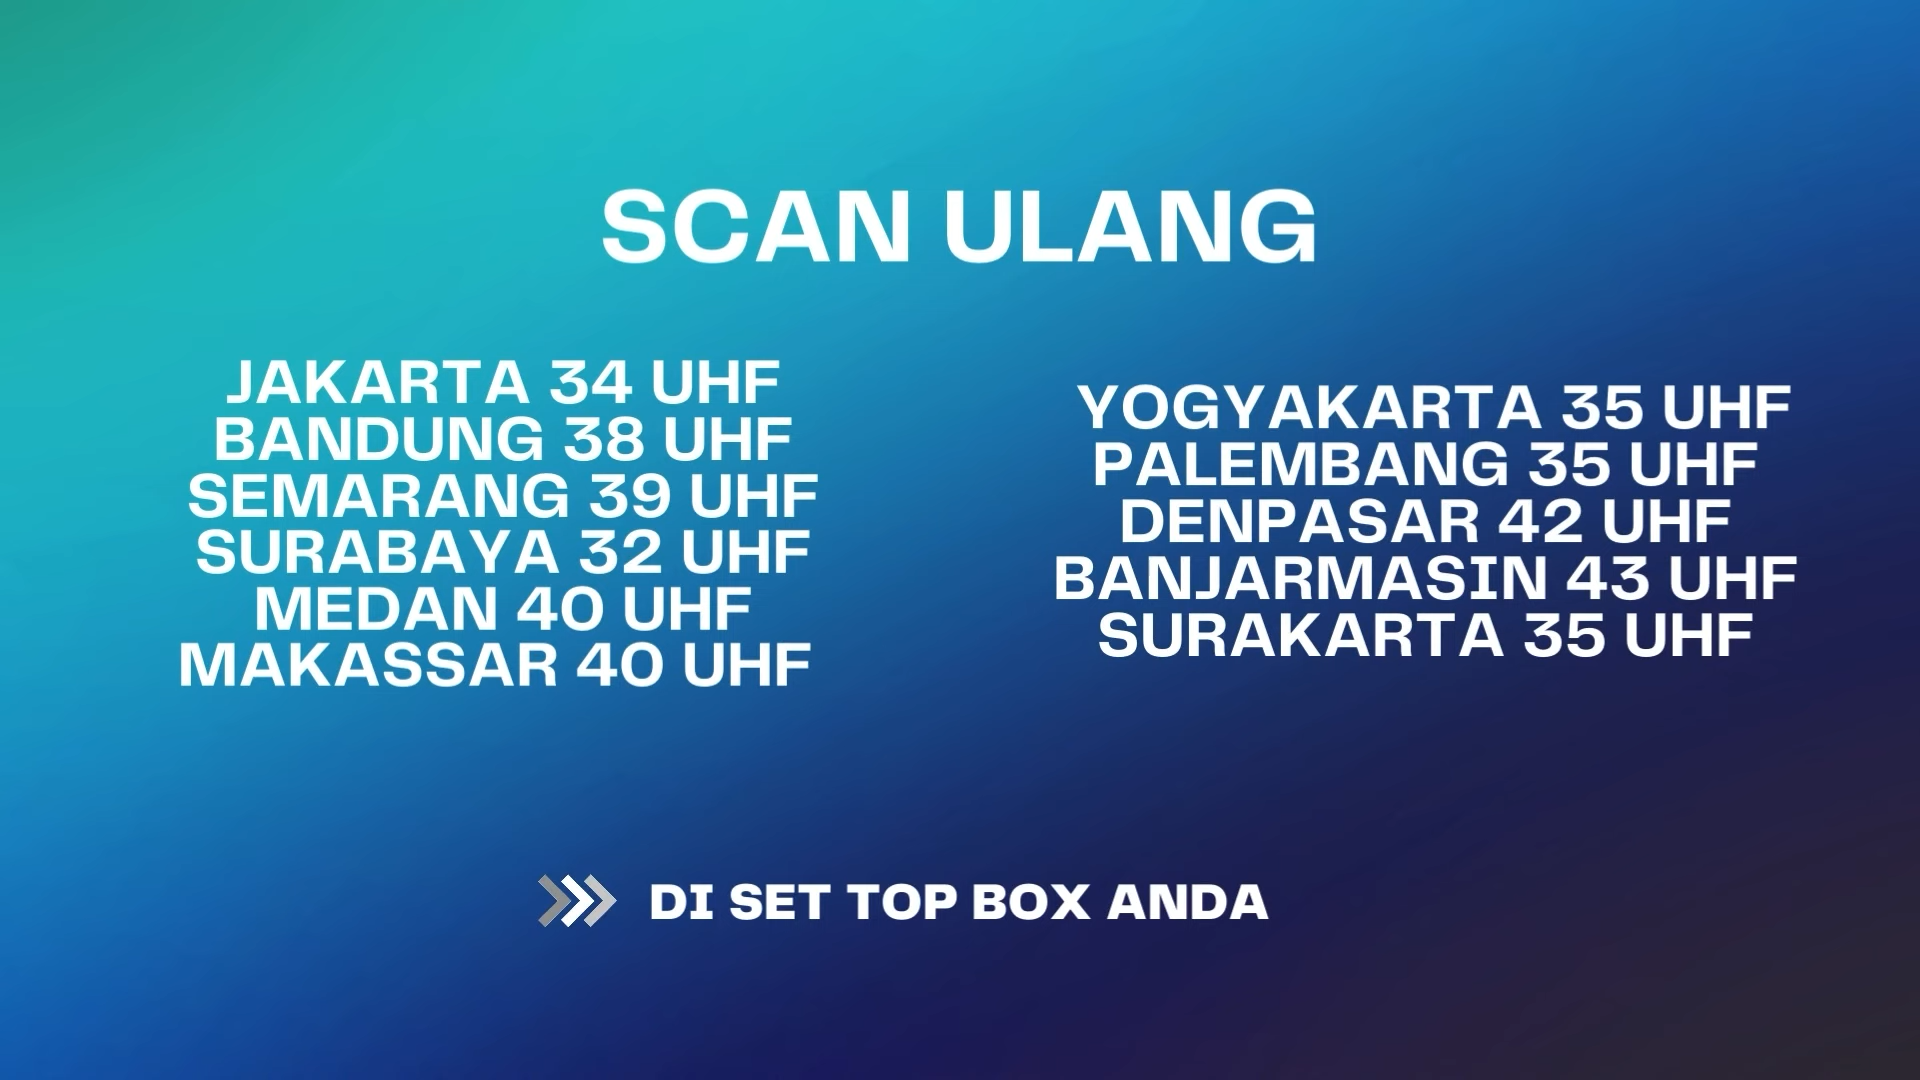 SCAN ULANG
JAKARTA 34 UHF
BANDUNG 38 UHF
SEMARANG 39 UHF
SURABAYA 32 UHF
MEDAN 40 UHF
MAKASSAR 40 UHF
YOGYAKARTA 35 UHF
PALEMBANG 35 UHF
DENPASAR 42 UHF
BANJARMASIN 43 UHF
SURAKARTA 35 UHF
DI SET TOP BOX ANDA